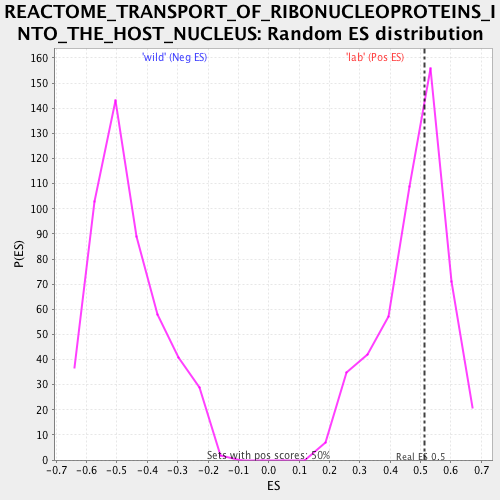 REACTOME_TRANSPORT_OF_RIBONUCLEOPROTEINS_I
NTO_THE_HOST_NUCLEUS: Random ES distribution
'wild' (Neg ES)
'lab' (Pos ES)
160
150
140
130
120
110
100
90
80
70
60
50
40
30
20
10
0
P(ES)
Sets with pos scores: 50%
Real ES 0.5
-0.7 -0.6 -0.5 -0.4 -0.3 -0.2 -0.1 0.0 0.1 0.2 0.3 0.4 0.5 0.6 0.7
ES